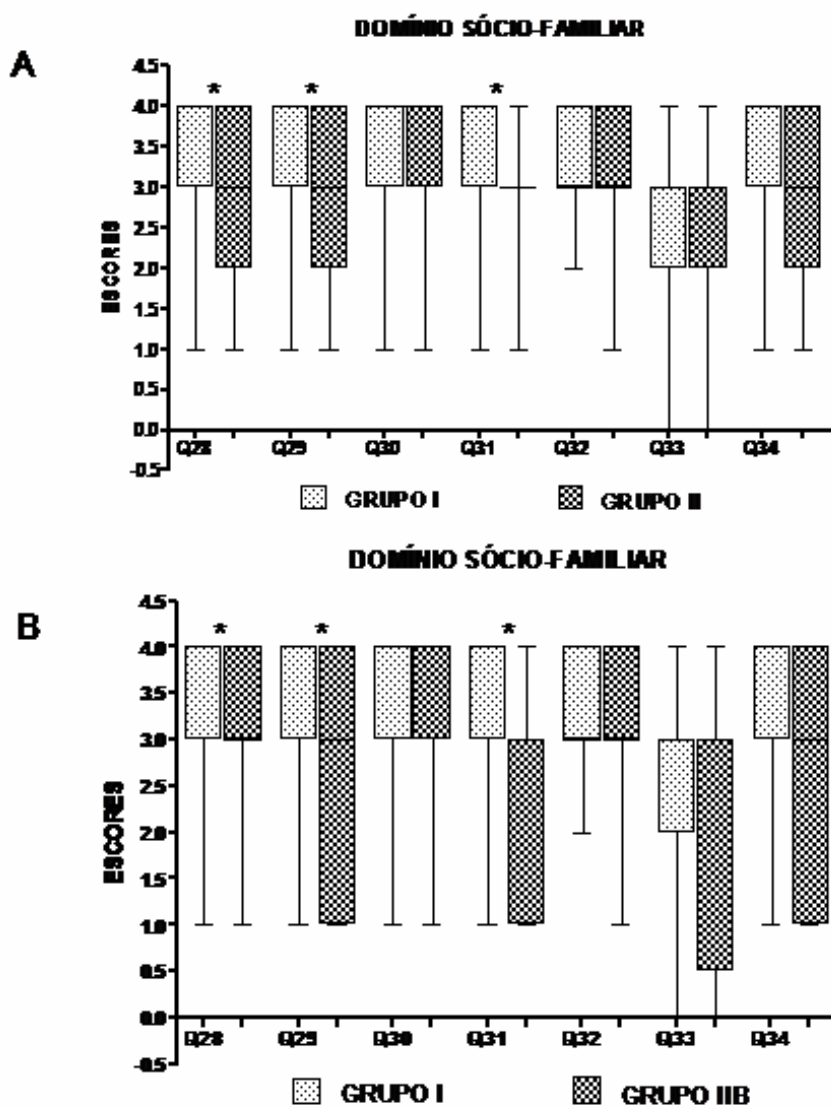 DOMÍNIO SÓCIO-FAMILIAR
A
*
*
*
ESCORES
4.5
4.0
3.5
3.0
2.5
2.0
1.5
1.0
0.5
0.0
-0.5
Q28 Q29 Q30 Q31 Q32 Q33 Q34
GRUPO I GRUPO II
DOMÍNIO SÓCIO-FAMILIAR
B
*
*
*
ESCORES
4.5
4.0
3.5
3.0
2.5
2.0
1.5
1.0
0.5
0.0
-0.5
Q28 Q29 Q30 Q31 Q32 Q33 Q34
GRUPO I GRUPO IIB